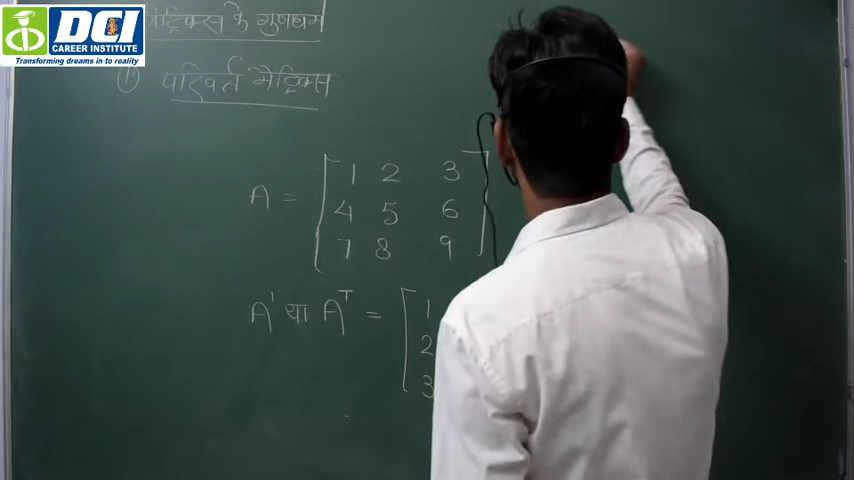 DCI
CAREER INSTITUTE
Transforming dreams in to reality
मैट्रिक्स के गुणधर्म
① परिवर्त मैट्रिक्स
A = 1 2 3
4 5 6
7 8 9
A' या Aᵀ = 1
2
3